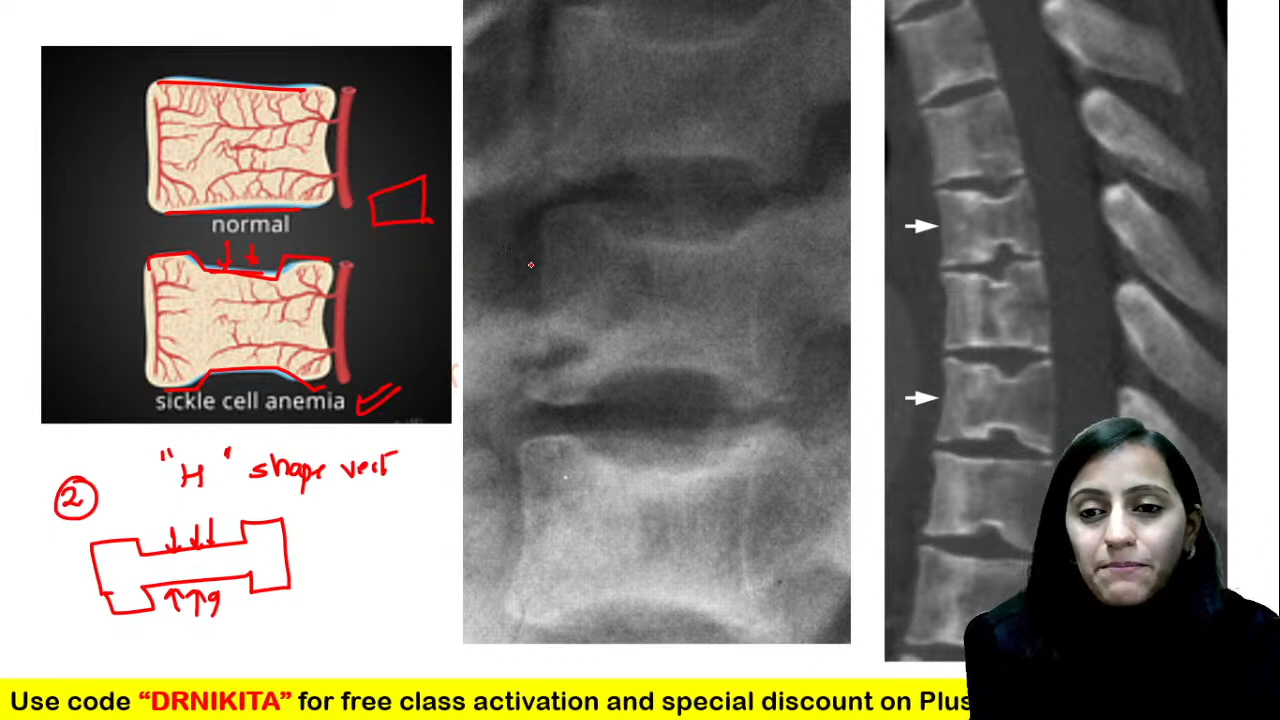 normal
sickle cell anemia
"H" shape vert
2
Use code “DRNIKITA” for free class activation and special discount on Plus